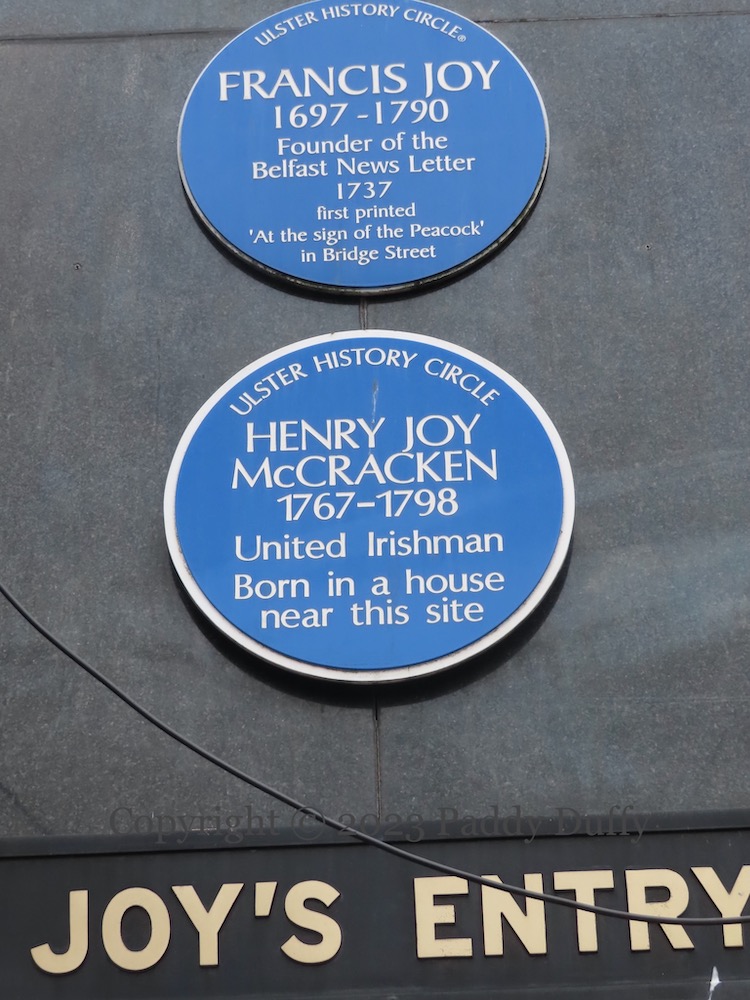 ULSTER HISTORY CIRCLE®
FRANCIS JOY
1697 - 1790
Founder of the
Belfast News Letter
1737
first printed
'At the sign of the Peacock'
in Bridge Street
ULSTER HISTORY CIRCLE
HENRY JOY
McCRACKEN
1767-1798
United Irishman
Born in a house
near this site
Copyright © 2023 Paddy Duffy
JOY'S ENTRY